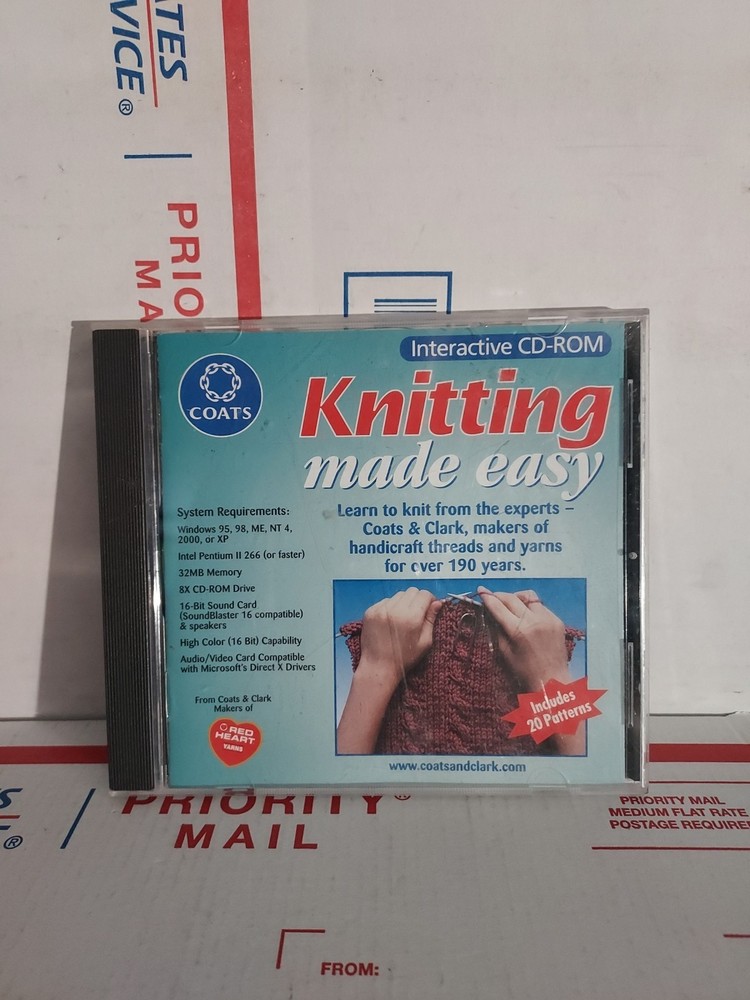 ATES
VICE®
PRIO
MA
Interactive CD-ROM
COATS
Knitting
made easy
Learn to knit from the experts –
Coats & Clark, makers of
handicraft threads and yarns
for over 190 years.
System Requirements:
Windows 95, 98, ME, NT 4,
2000, or XP
Intel Pentium II 266 (or faster)
32MB Memory
8X CD-ROM Drive
16-Bit Sound Card
(SoundBlaster 16 compatible)
& speakers
High Color (16 Bit) Capability
Audio/Video Card Compatible
with Microsoft's Direct X Drivers
From Coats & Clark
Makers of
RED
HEART
YARNS
Includes
20 Patterns
www.coatsandclark.com
PRIORITY®
MAIL
PRIORITY MAIL
MEDIUM FLAT RATE
POSTAGE REQUIRE
FROM: